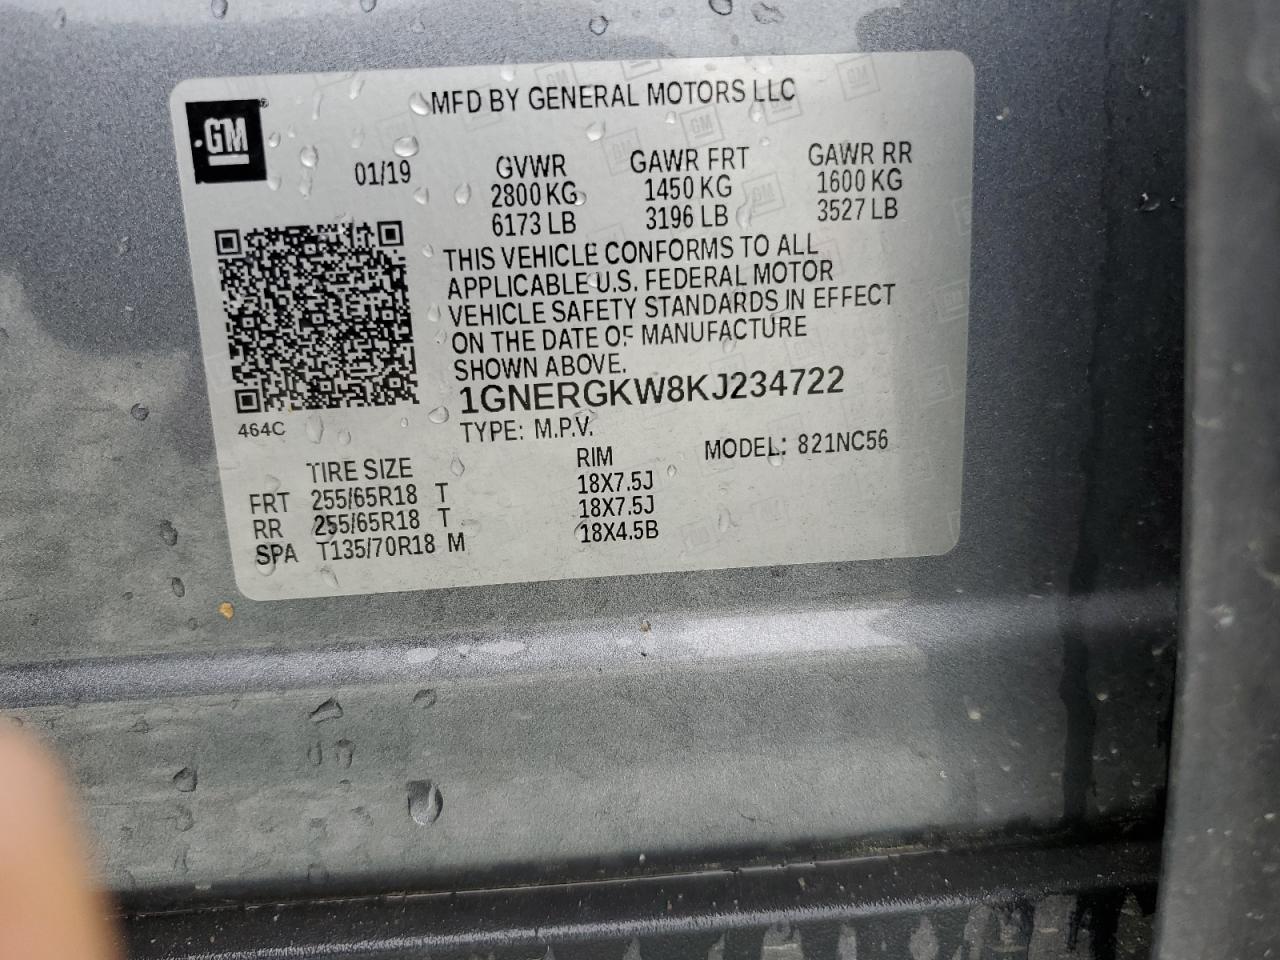 MFD BY GENERAL MOTORS LLC
GM
01/19
GVWR GAWR FRT GAWR RR
2800 KG 1450 KG 1600 KG
6173 LB 3196 LB 3527 LB
THIS VEHICLE CONFORMS TO ALL
APPLICABLE U.S. FEDERAL MOTOR
VEHICLE SAFETY STANDARDS IN EFFECT
ON THE DATE OF MANUFACTURE
SHOWN ABOVE.
1GNERGKW8KJ234722
464C
TYPE: M.P.V. MODEL: 821NC56
TIRE SIZE RIM
FRT 255/65R18 T 18X7.5J
RR 255/65R18 T 18X7.5J
SPA T135/70R18 M 18X4.5B